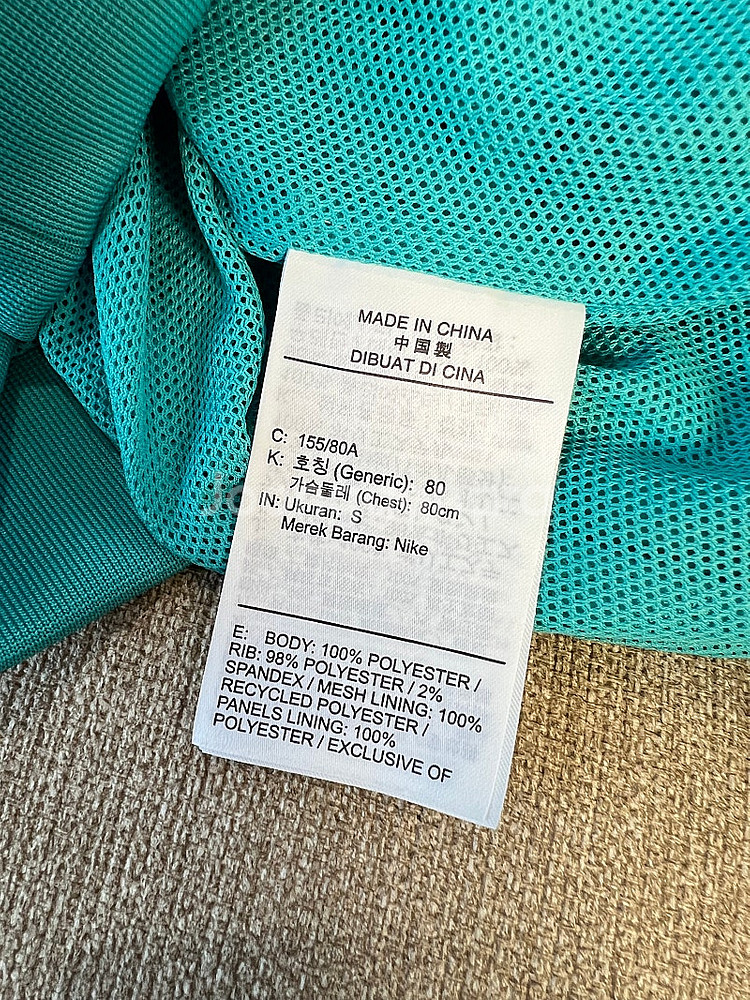 MADE IN CHINA
中国製
DIBUAT DI CINA
C: 155/80A
K: 호칭 (Generic): 80
가슴둘레 (Chest): 80cm
IN: Ukuran: S
Merek Barang: Nike
E: BODY: 100% POLYESTER /
RIB: 98% POLYESTER / 2%
SPANDEX / MESH LINING: 100%
RECYCLED POLYESTER /
PANELS LINING: 100%
POLYESTER / EXCLUSIVE OF